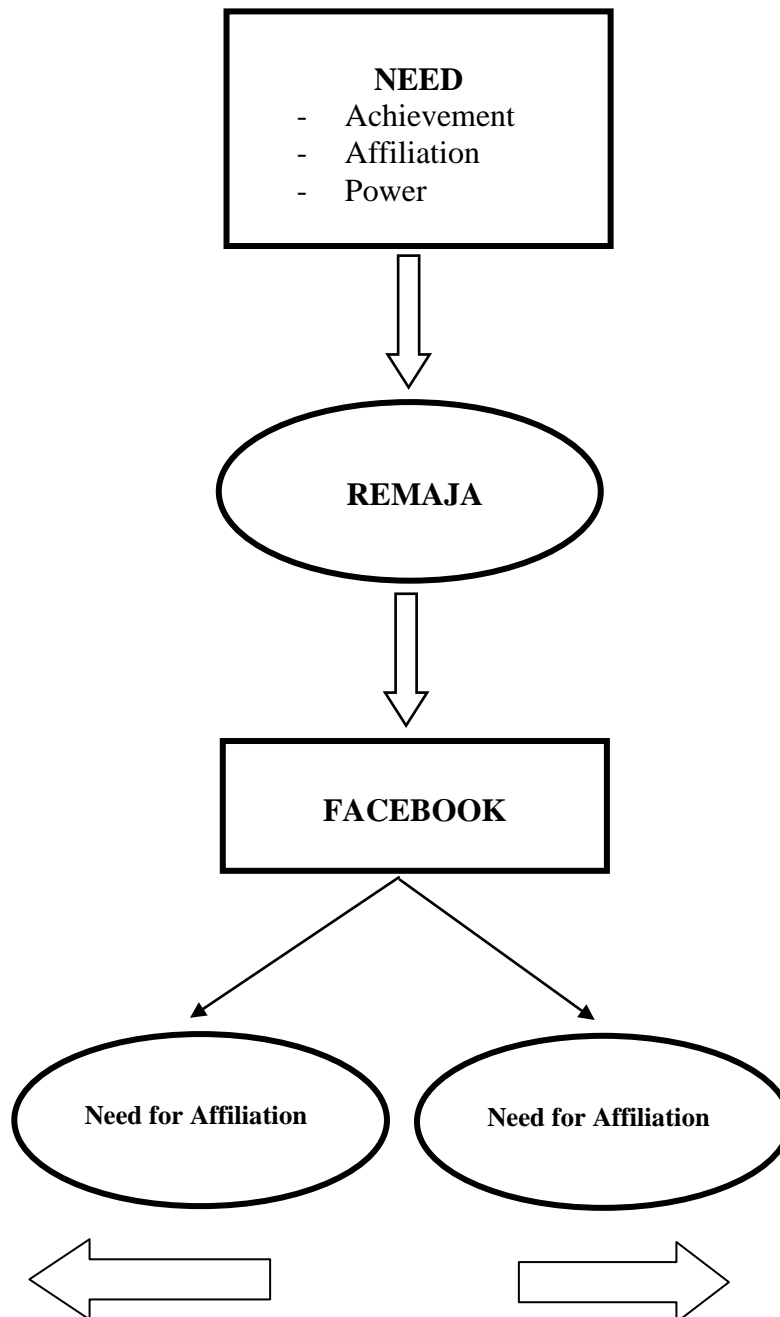 NEED
- Achievement
- Affiliation
- Power
REMAJA
FACEBOOK
Need for Affiliation
Need for Affiliation